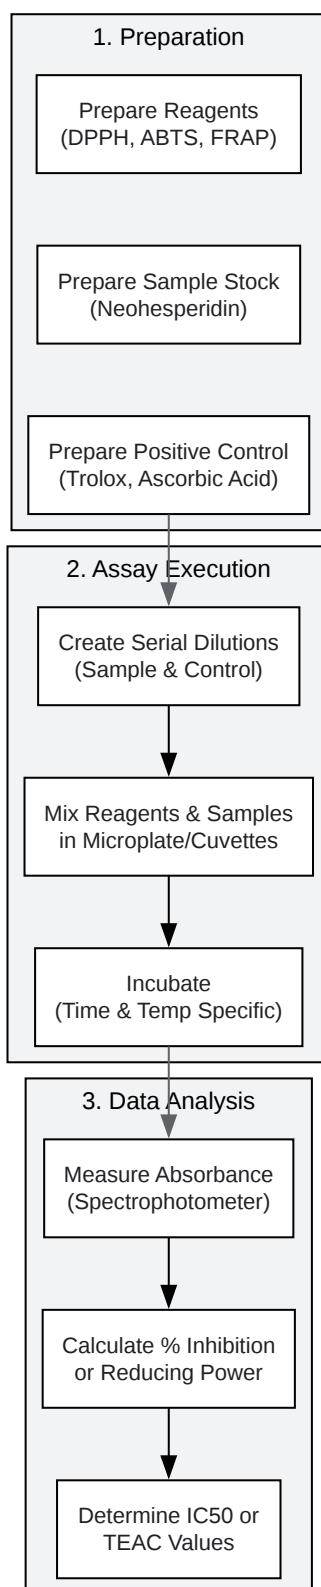 1. Preparation
Prepare Reagents
(DPPH, ABTS, FRAP)
Prepare Sample Stock
(Neohesperidin)
Prepare Positive Control
(Trolox, Ascorbic Acid)
2. Assay Execution
Create Serial Dilutions
(Sample & Control)
Mix Reagents & Samples
in Microplate/Cuvettes
Incubate
(Time & Temp Specific)
3. Data Analysis
Measure Absorbance
(Spectrophotometer)
Calculate % Inhibition
or Reducing Power
Determine IC50 or
TEAC Values